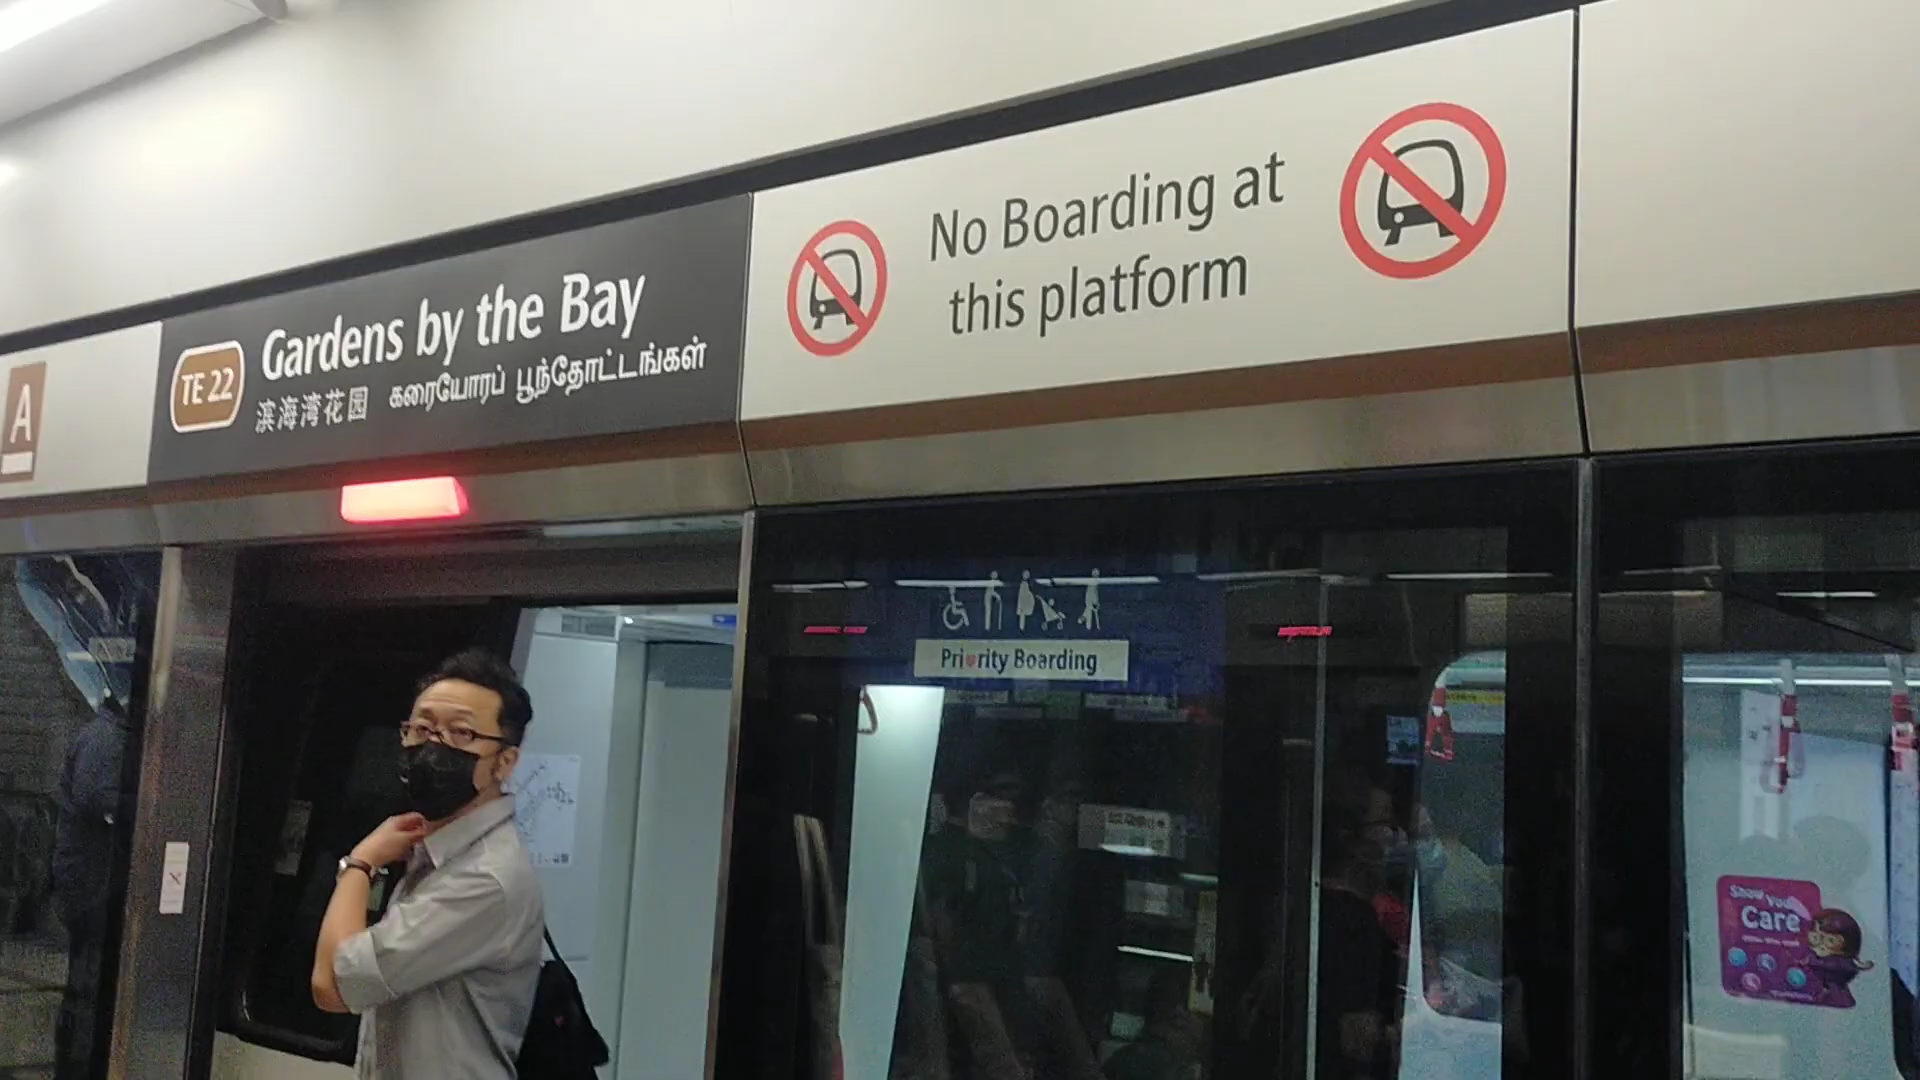 A
TE 22
Gardens by the Bay
滨海湾花园 கரையோரப் பூந்தோட்டங்கள்
No Boarding at
this platform
Priority Boarding
Show You
Care